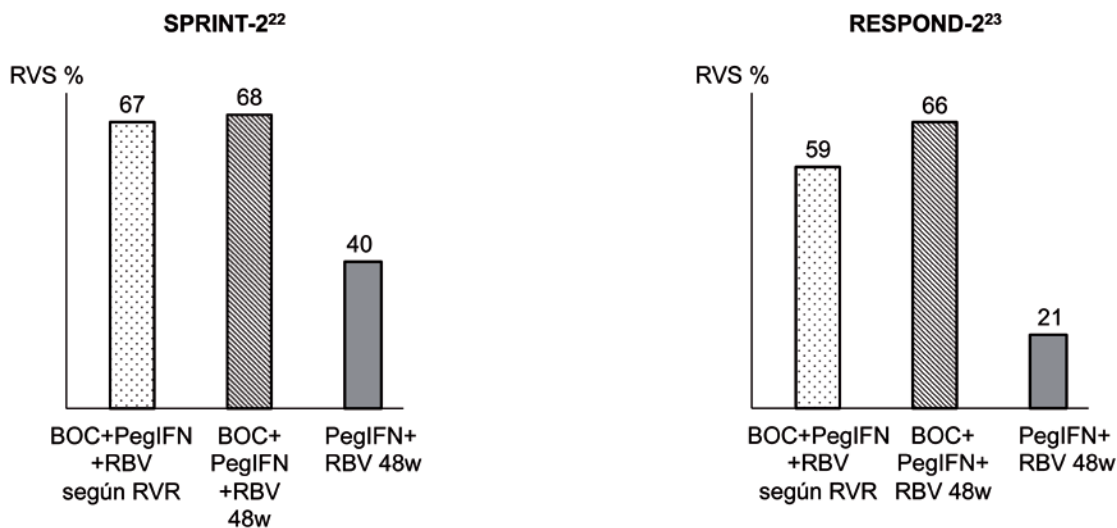 SPRINT-2²²
RVS %
67
68
40
BOC+PegIFN
+RBV
según RVR
BOC+
PegIFN
+RBV
48w
PegIFN+
RBV 48w
RESPOND-2²³
RVS %
59
66
21
BOC+PegIFN
+RBV
según RVR
BOC+
PegIFN+
RBV 48w
PegIFN+
RBV 48w